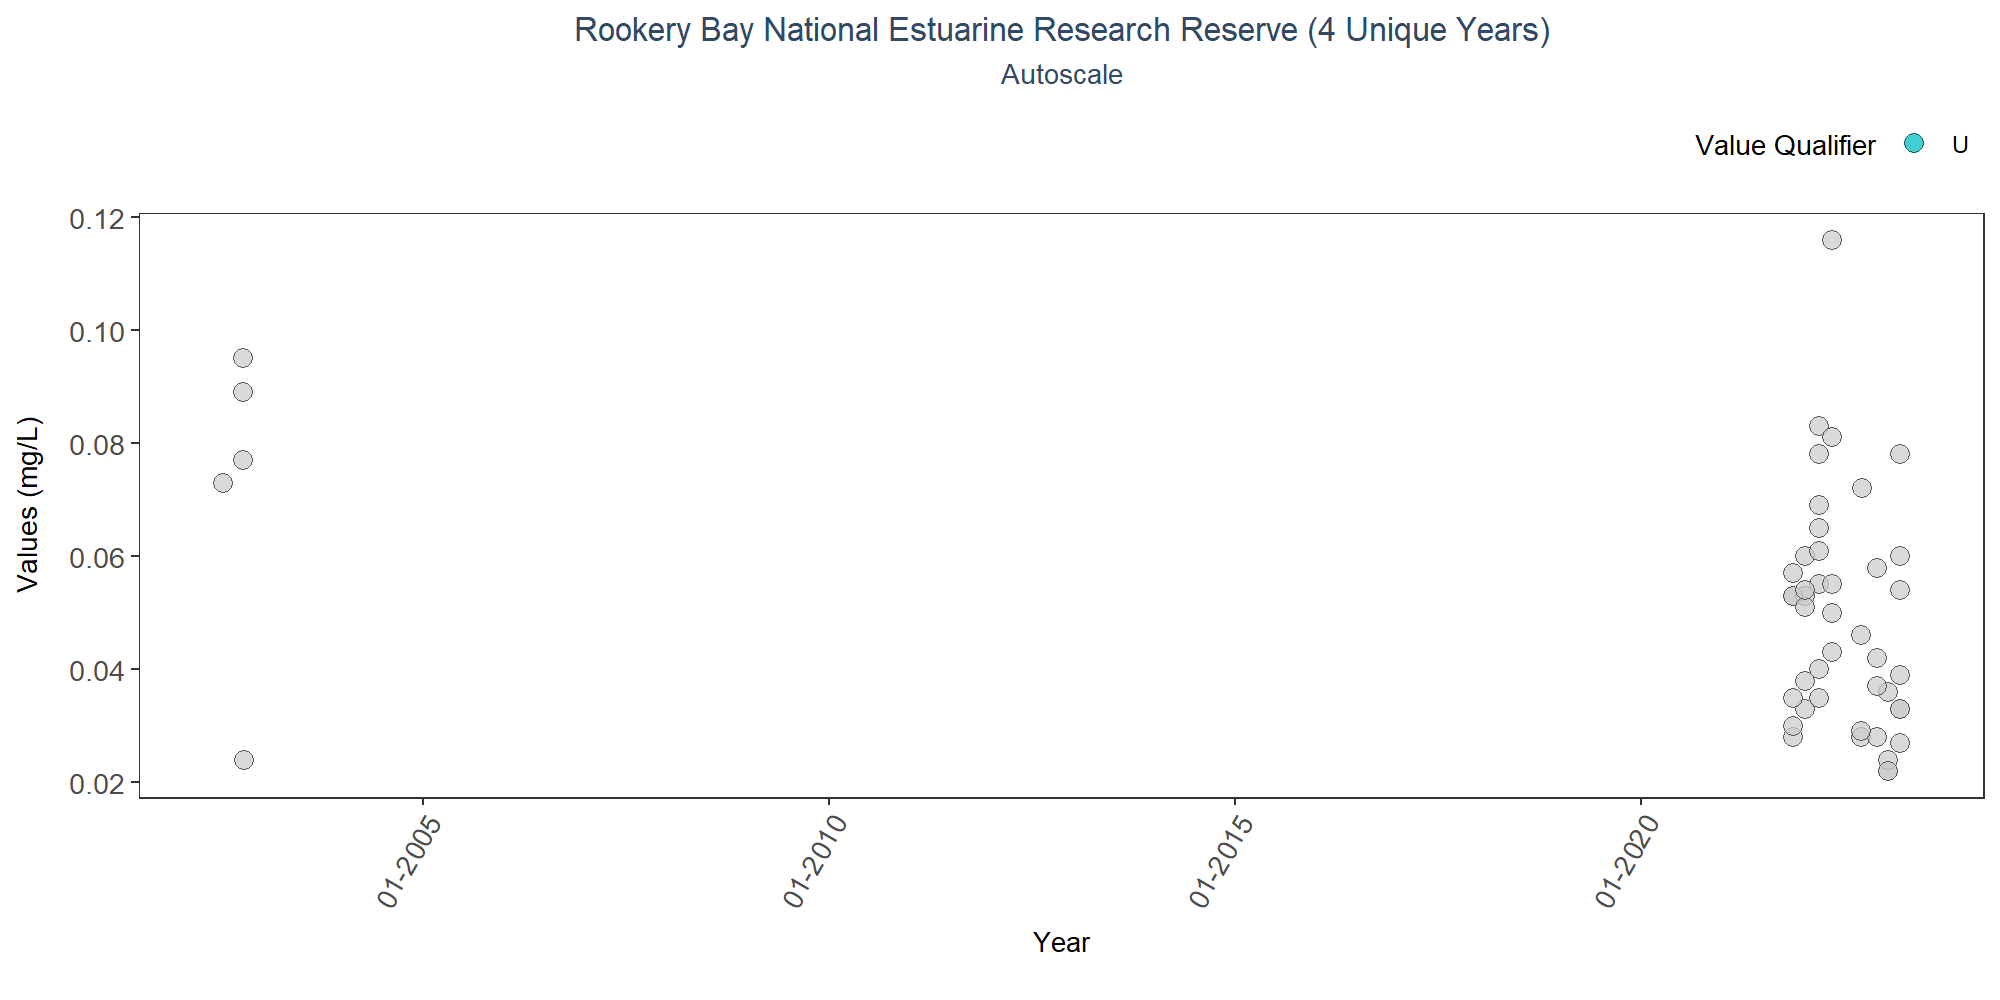 Rookery Bay National Estuarine Research Reserve (4 Unique Years)
Autoscale
Value Qualifier U
0.12
0.10
0.08
0.06
0.04
0.02
Values (mg/L)
01-2005
01-2010
01-2015
01-2020
Year